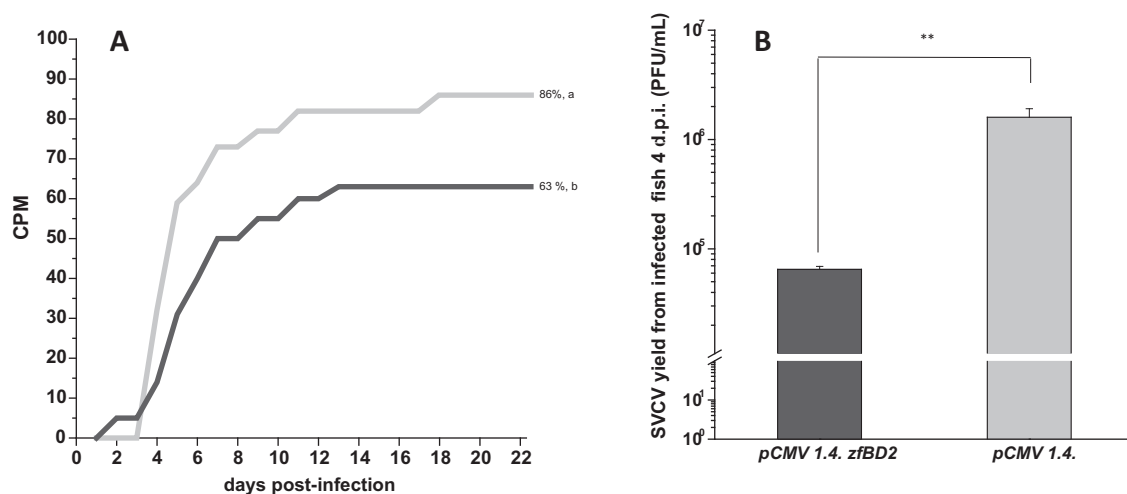 A
100
90
80
70
60
50
40
30
20
10
0
CPM
0 2 4 6 8 10 12 14 16 18 20 22
days post-infection
86%, a
63 %, b
B
**
SVCV yield from infected fish 4 d.p.i. (PFU/mL)
10⁷
10⁶
10⁵
10¹
10⁰
pCMV 1.4. zfBD2 pCMV 1.4.